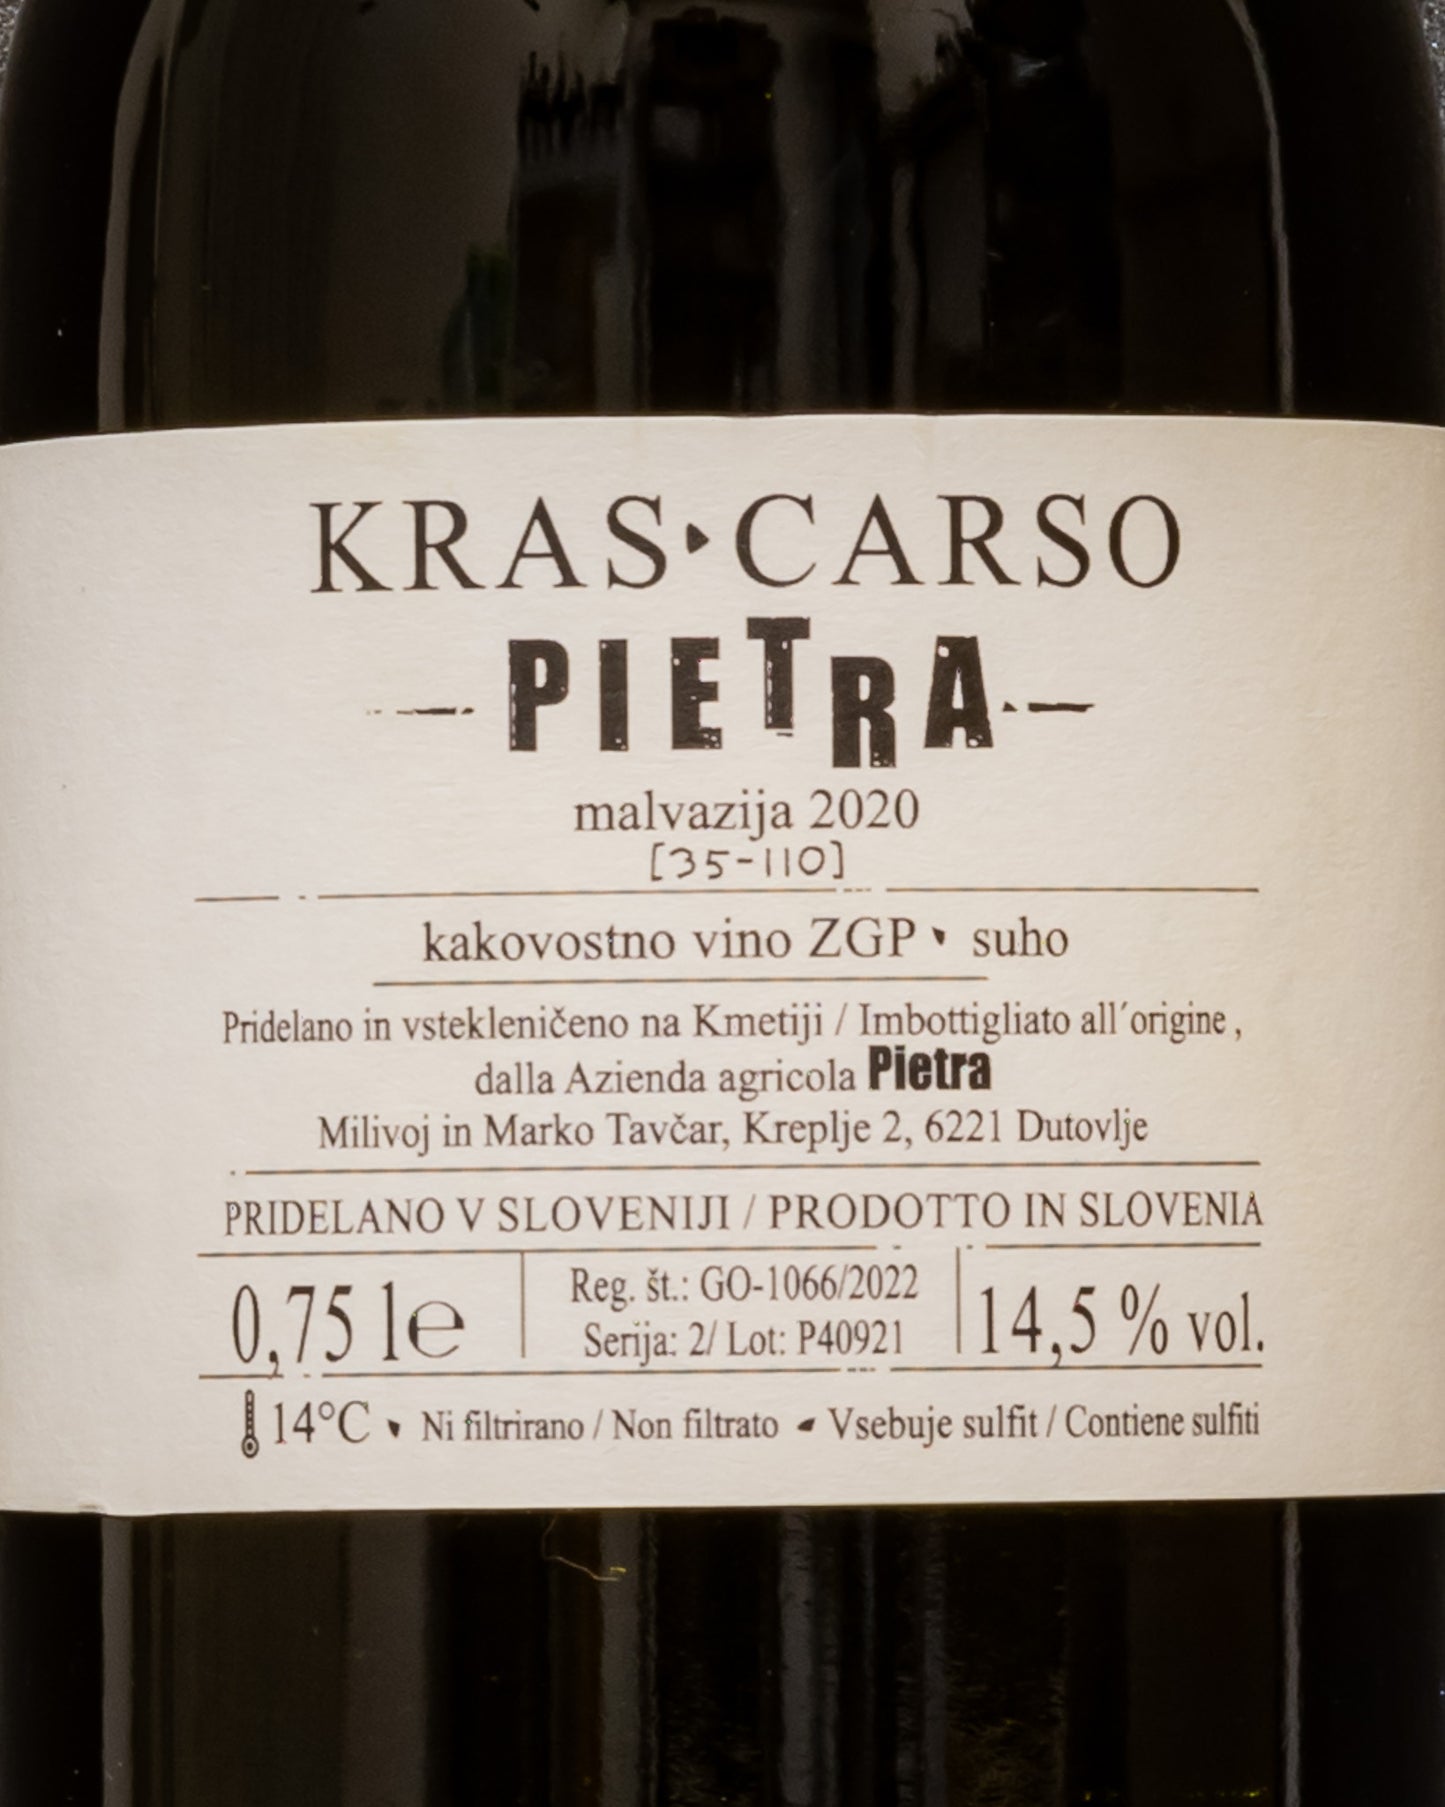 KRAS‣CARSO
PIETRA
malvazija 2020
[35-110]
kakovostno vino ZGP ▾ suho
Pridelano in vstekleničeno na Kmetiji / Imbottigliato all´origine ,
dalla Azienda agricola Pietra
Milivoj in Marko Tavčar, Kreplje 2, 6221 Dutovlje
PRIDELANO V SLOVENIJI / PRODOTTO IN SLOVENIA
0,75 l℮
Reg. št.: GO-1066/2022
Serija: 2/ Lot: P40921
14,5 % vol.
14°C ▾ Ni filtrirano / Non filtrato ◂ Vsebuje sulfit / Contiene sulfiti